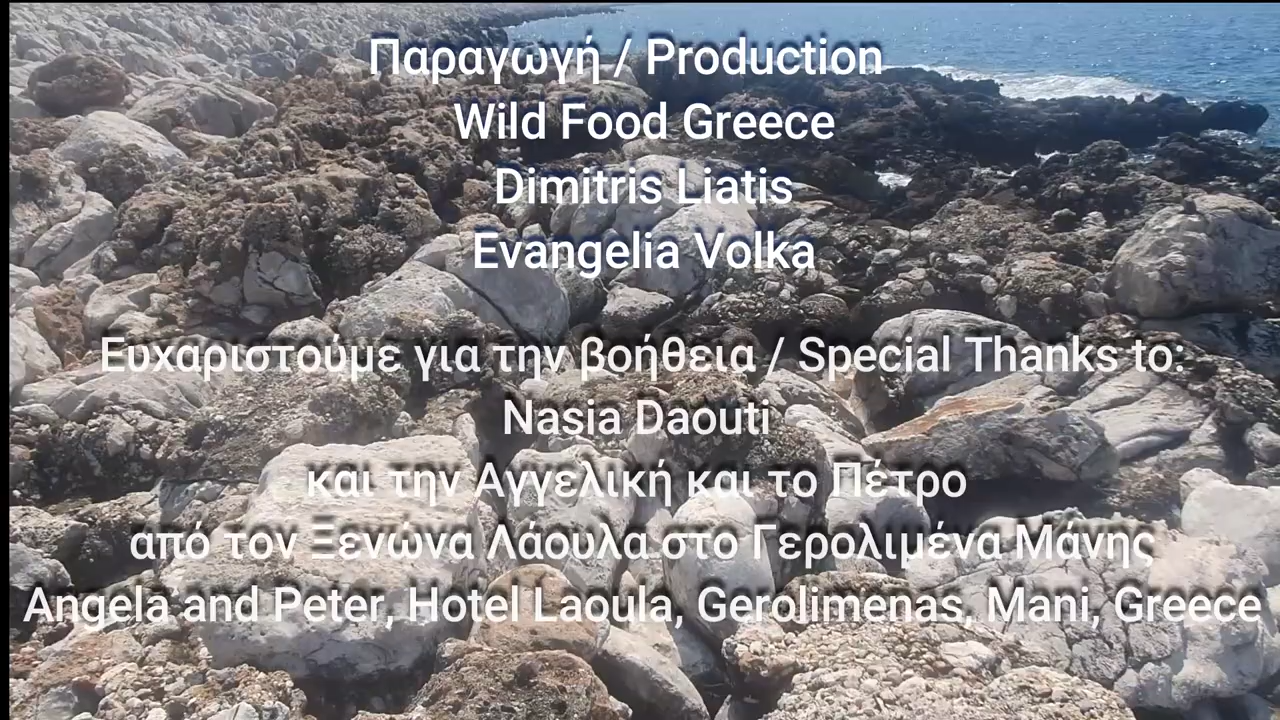 Παραγωγή / Production
Wild Food Greece
Dimitris Liatis
Evangelia Volka
Ευχαριστούμε για την βοήθεια / Special Thanks to:
Nasia Daouti
και την Αγγελική και το Πέτρο
από τον Ξενώνα Λάουλα στο Γερολιμένα Μάνης
Angela and Peter, Hotel Laoula, Gerolimenas, Mani, Greece